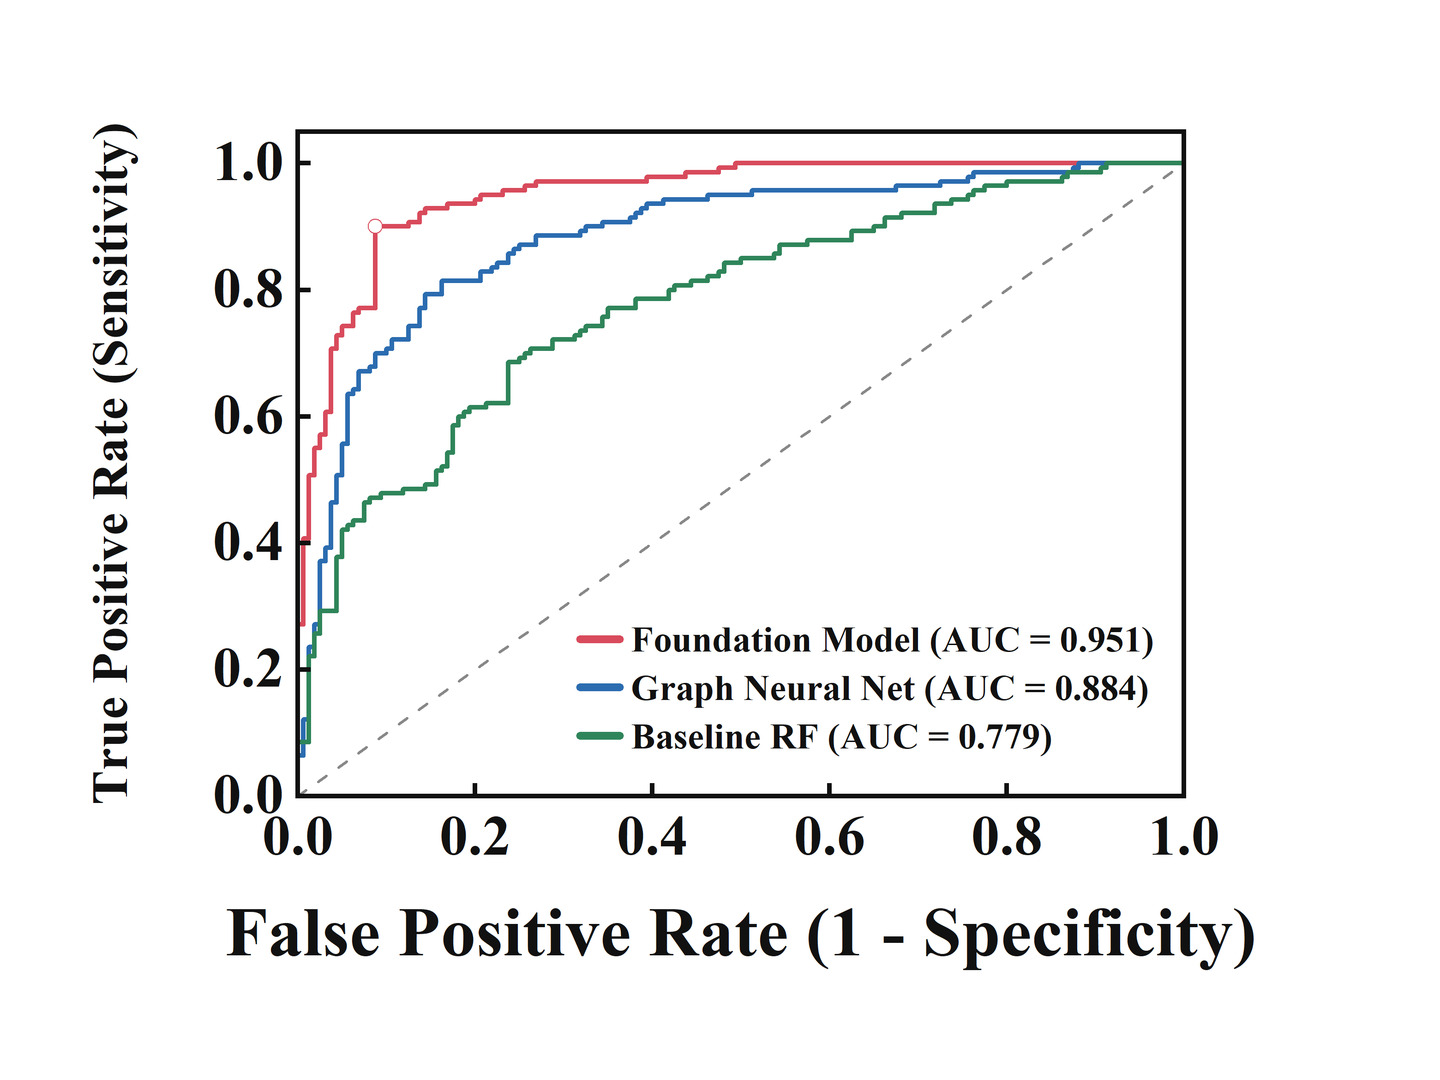 True Positive Rate (Sensitivity)
1.0
0.8
0.6
0.4
0.2
0.0
Foundation Model (AUC = 0.951)
Graph Neural Net (AUC = 0.884)
Baseline RF (AUC = 0.779)
0.0 0.2 0.4 0.6 0.8 1.0
False Positive Rate (1 - Specificity)